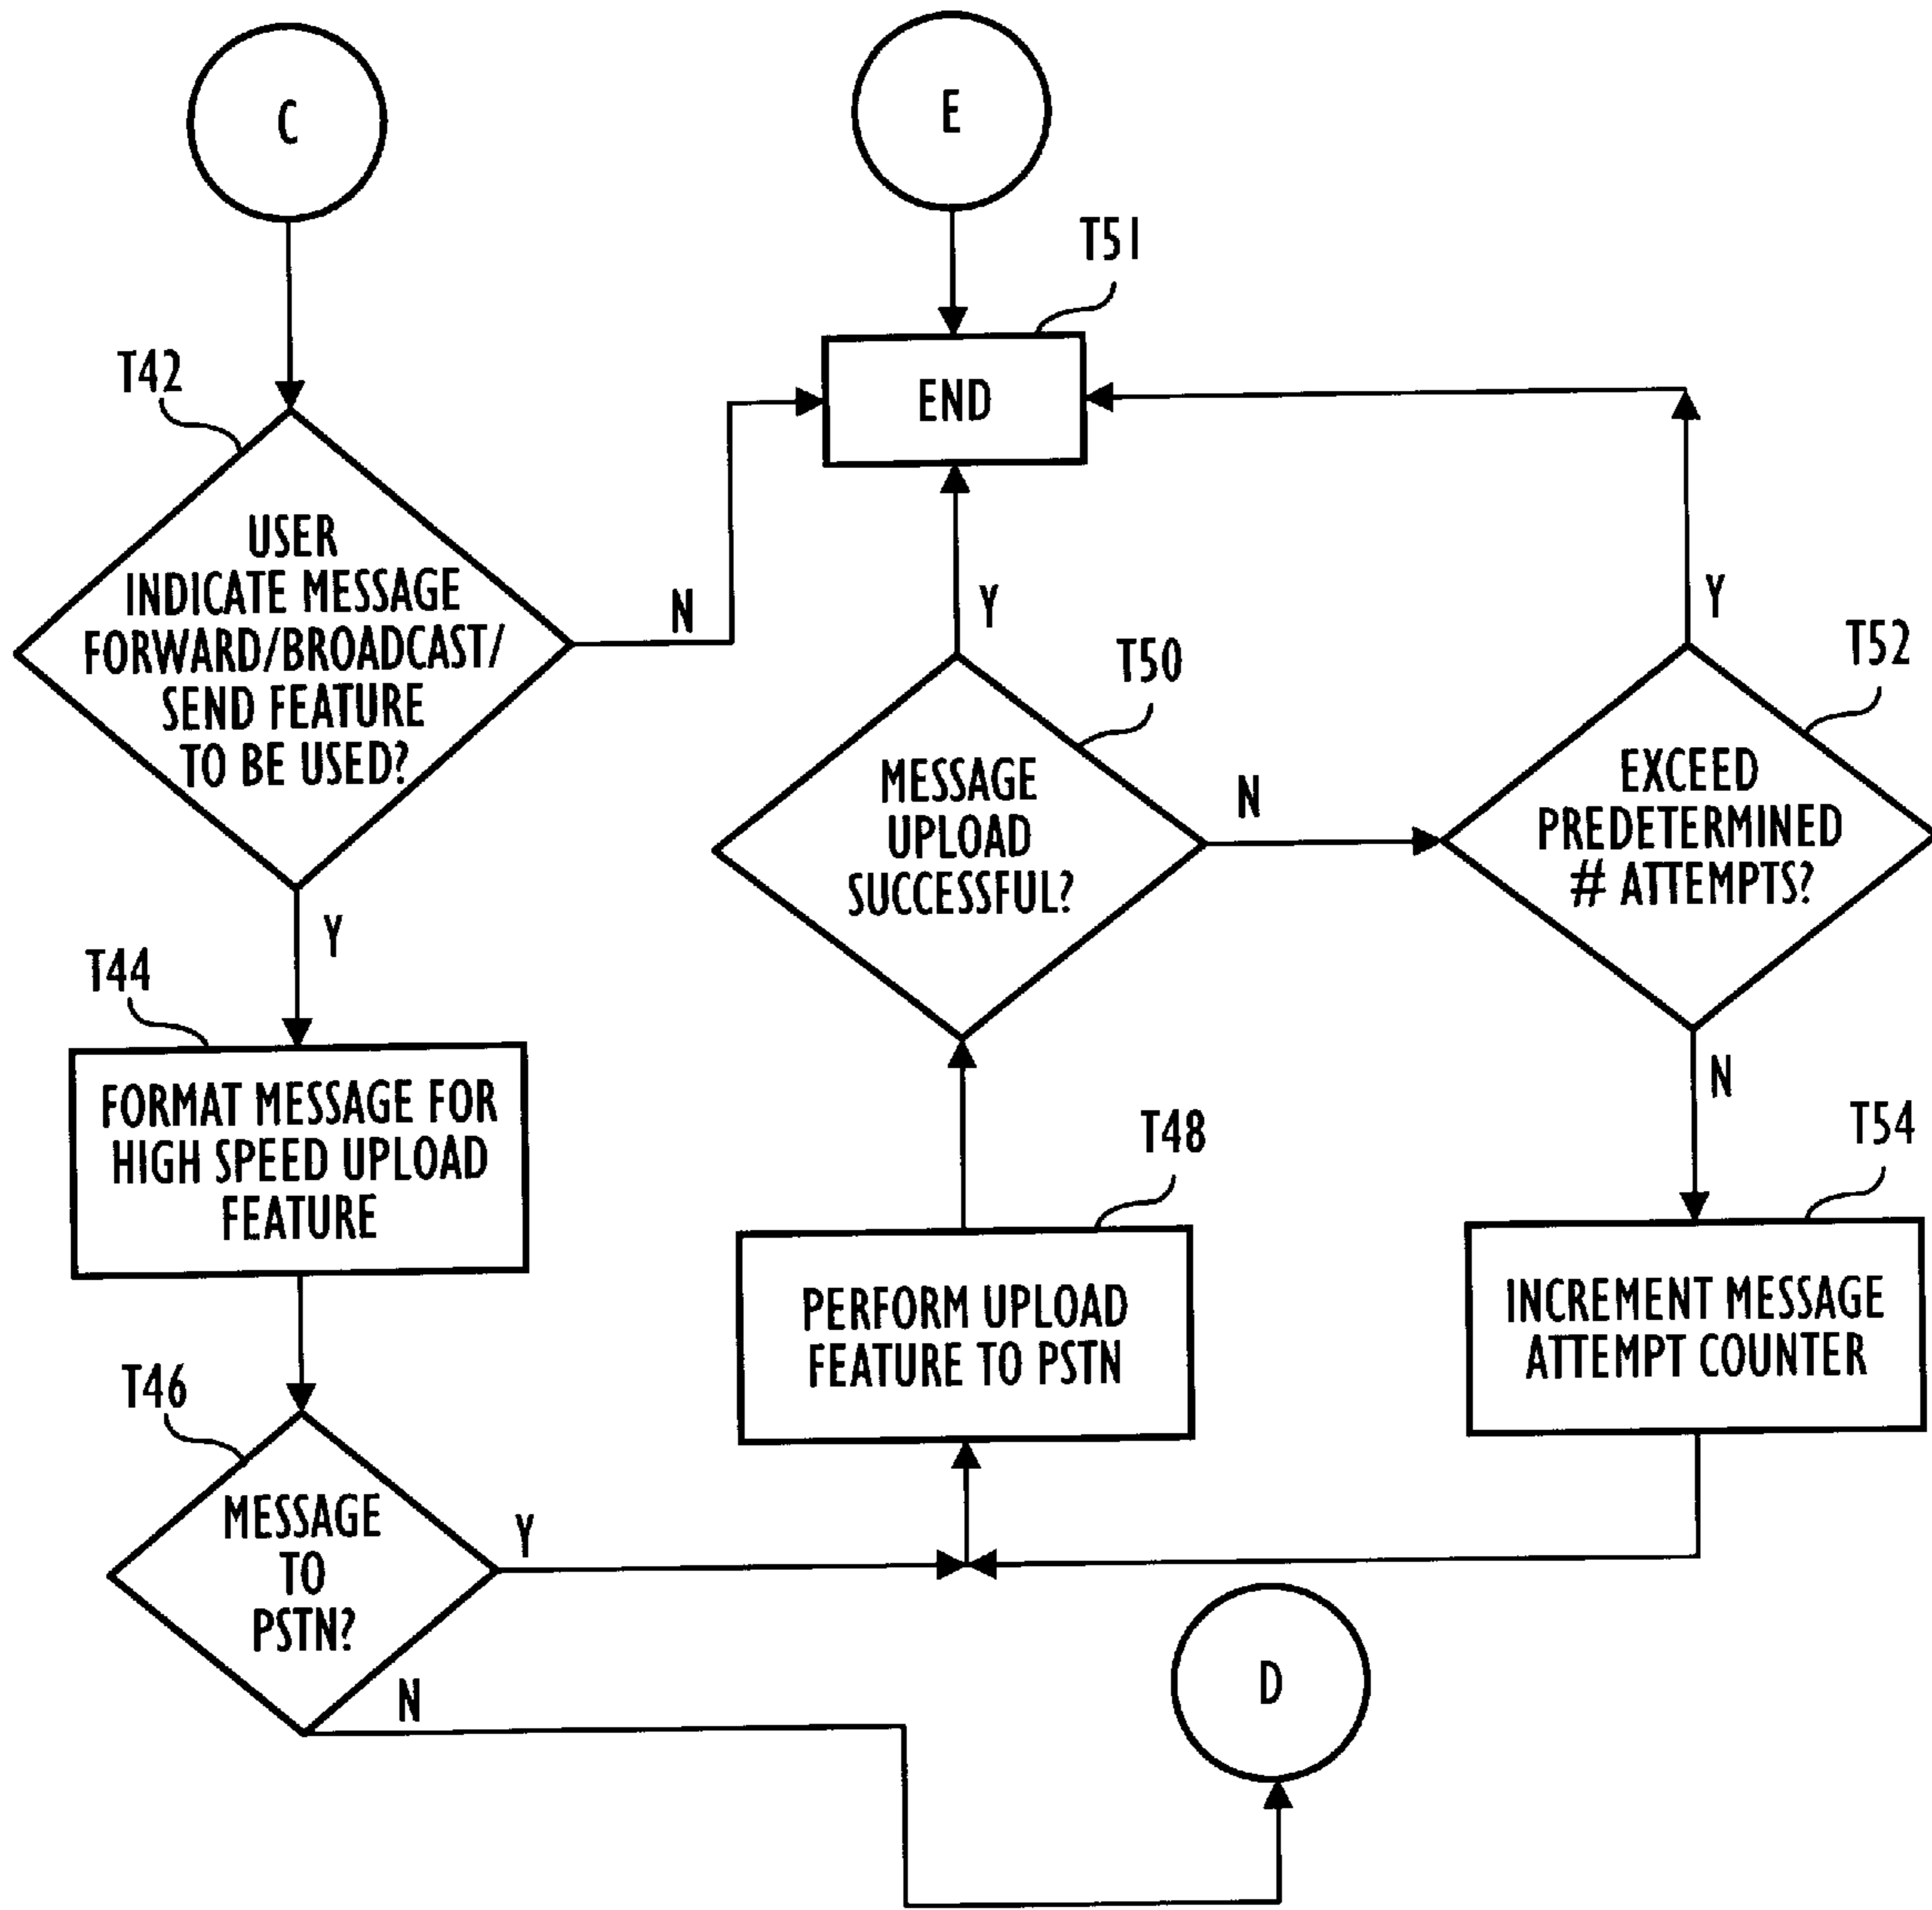 C
E
T51
END
T42
USER
INDICATE MESSAGE
FORWARD/BROADCAST/
SEND FEATURE
TO BE USED?
N
Y
T44
FORMAT MESSAGE FOR
HIGH SPEED UPLOAD
FEATURE
T46
MESSAGE
TO
PSTN?
Y
N
D
T48
PERFORM UPLOAD
FEATURE TO PSTN
T50
MESSAGE
UPLOAD
SUCCESSFUL?
Y
N
T52
EXCEED
PREDETERMINED
# ATTEMPTS?
Y
N
T54
INCREMENT MESSAGE
ATTEMPT COUNTER